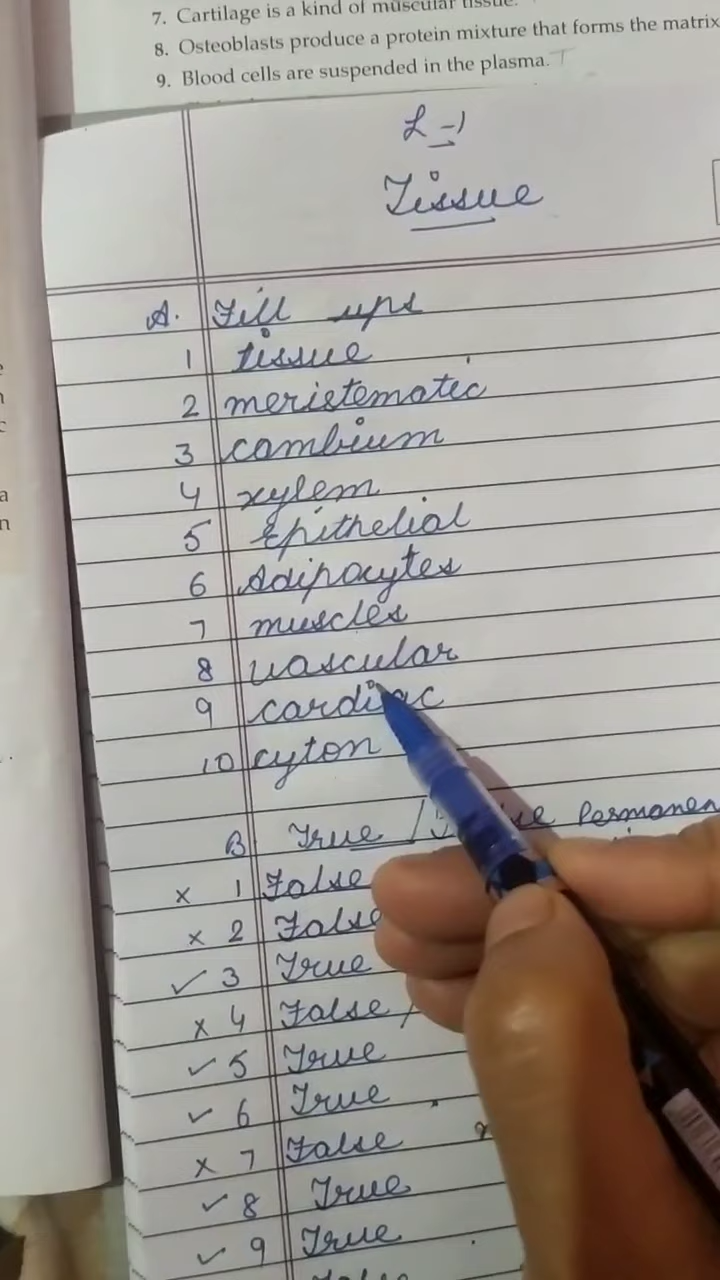 7. Cartilage is a kind of muscular tissue.
8. Osteoblasts produce a protein mixture that forms the matrix
9. Blood cells are suspended in the plasma. T
L-1
Tissue
A. Fill ups
1 tissue
2 meristematic
3 cambium
4 xylem
5 Epithelial
6 Adipocytes
7 muscles
8 vascular
9 cardiac
10 cyton
B True / Permanen
x 1 False
x 2 False
✓ 3 True
x 4 False /
✓ 5 True
✓ 6 True
x 7 False
✓ 8 True
✓ 9 True
False